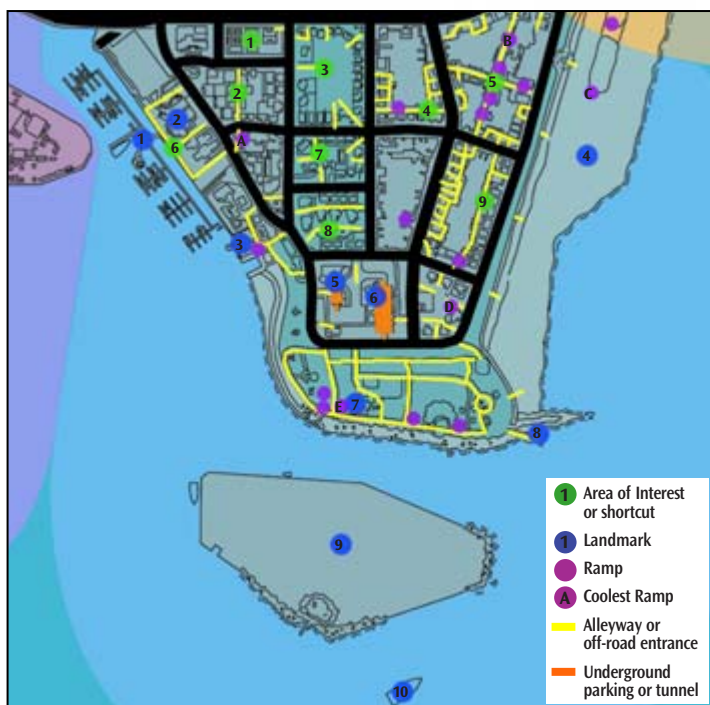 1
B
3
5
2
C
4
1
2
A
6
7
4
9
3
8
5
6
D
E
7
8
9
10
1 Area of Interest
or shortcut
1 Landmark
Ramp
A Coolest Ramp
Alleyway or
off-road entrance
Underground
parking or tunnel